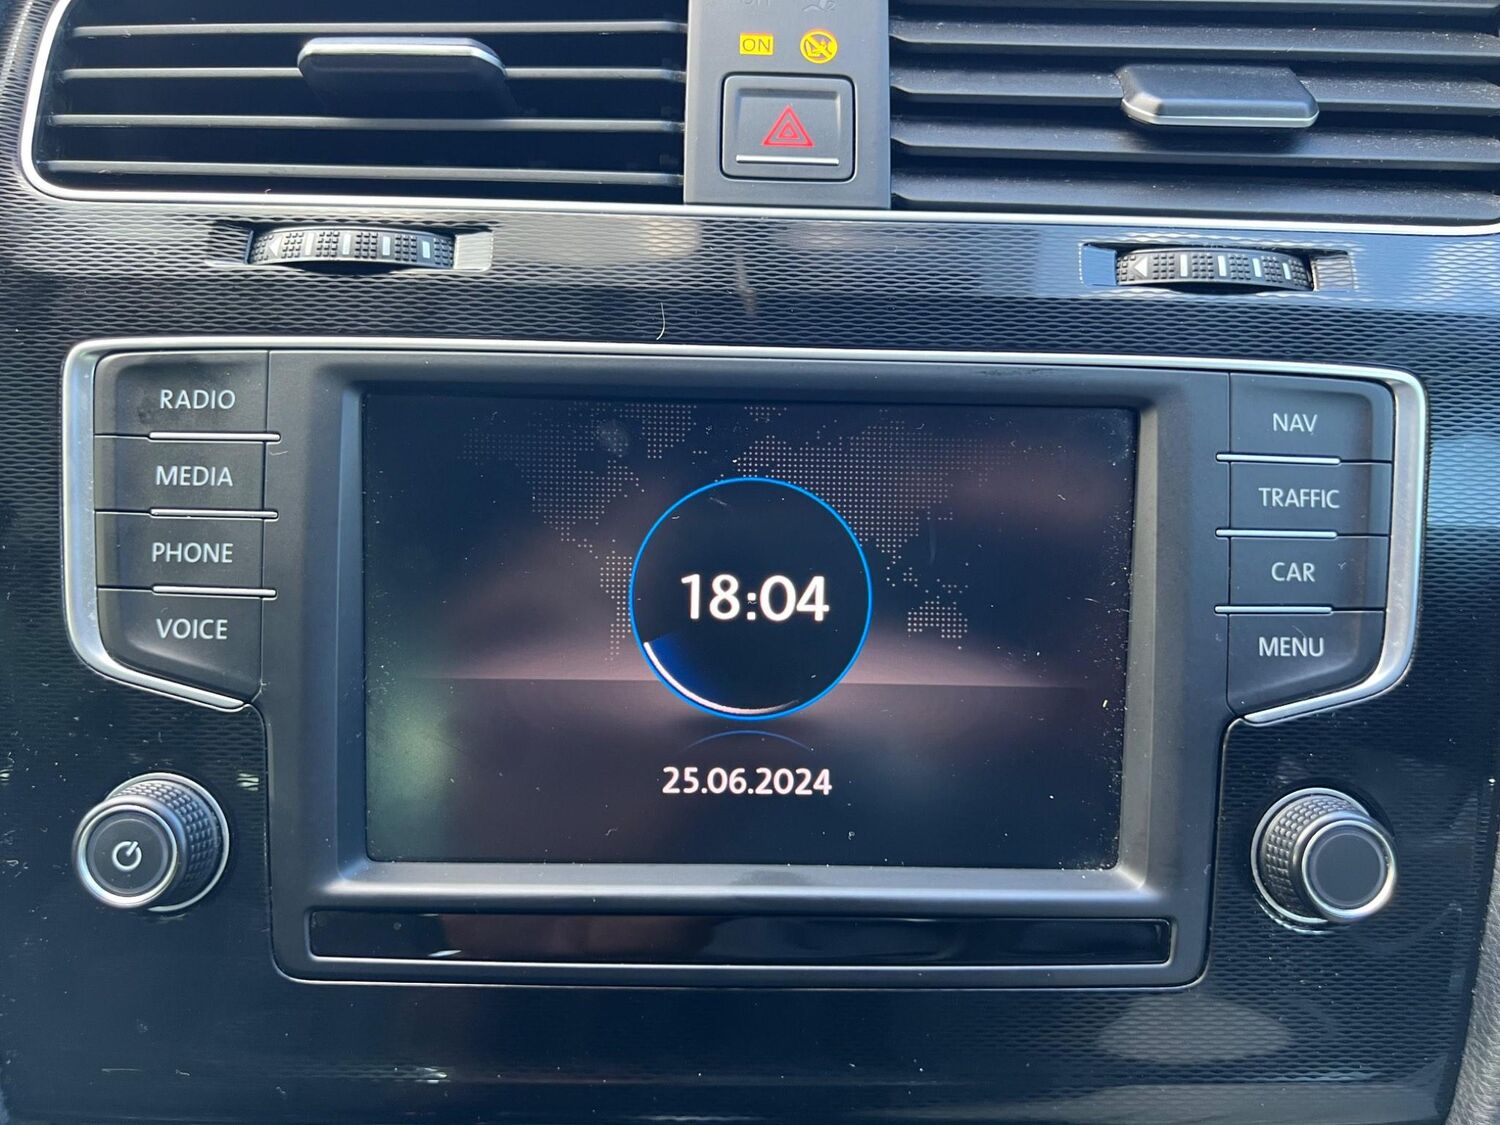 ON
RADIO
MEDIA
PHONE
VOICE
18:04
25.06.2024
NAV
TRAFFIC
CAR
MENU